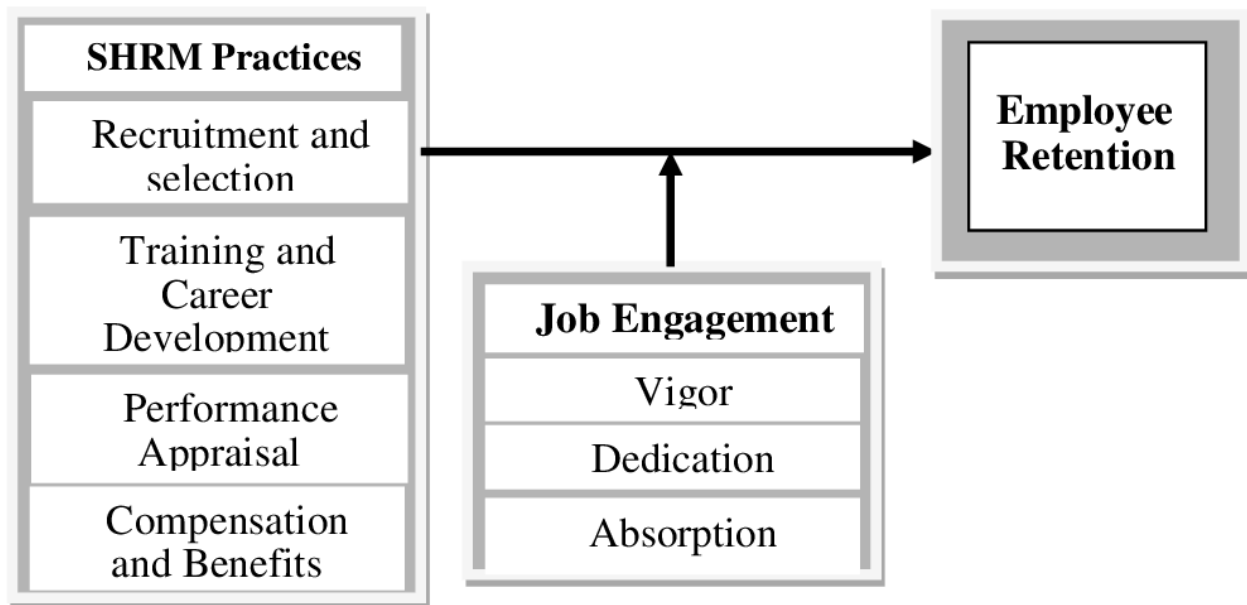 SHRM Practices
Recruitment and
selection
Training and
Career
Development
Performance
Appraisal
Compensation
and Benefits
Job Engagement
Vigor
Dedication
Absorption
Employee
Retention